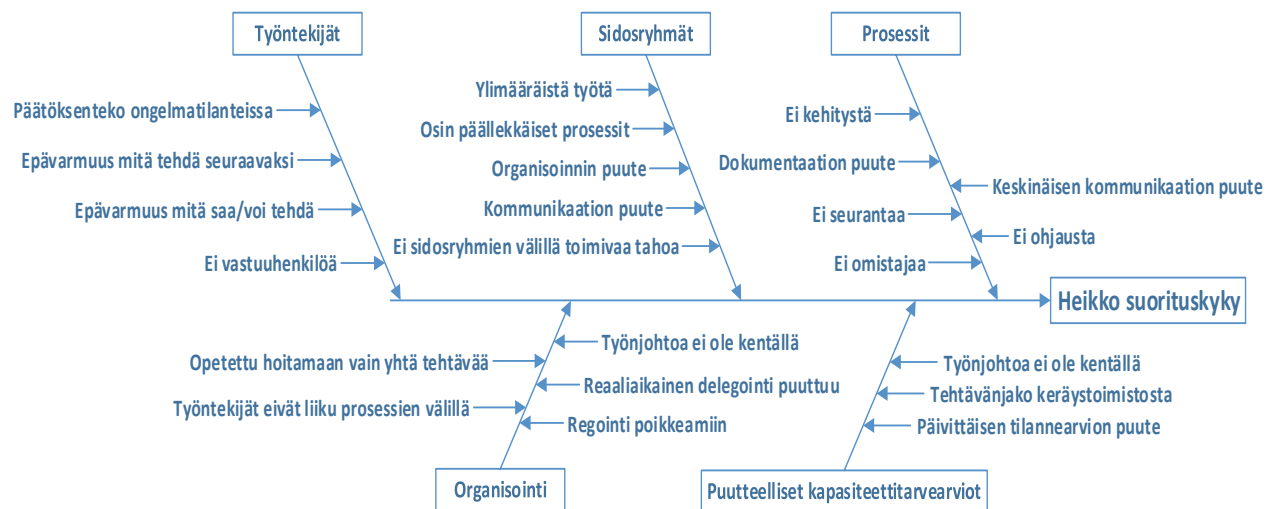 Työntekijät
Sidosryhmät
Prosessit
Päätöksenteko ongelmatilanteissa
Epävarmuus mitä tehdä seuraavaksi
Epävarmuus mitä saa/voi tehdä
Ei vastuuhenkilöä
Ylimääräistä työtä
Osin päällekkäiset prosessit
Organisoinnin puute
Kommunikaation puute
Ei sidosryhmien välillä toimivaa tahoa
Ei kehitystä
Dokumentaation puute
Keskinäisen kommunikaation puute
Ei seurantaa
Ei ohjausta
Ei omistajaa
Heikko suorituskyky
Työnjohtoa ei ole kentällä
Opetettu hoitamaan vain yhtä tehtävää
Reaaliaikainen delegointi puuttuu
Työntekijät eivät liiku prosessien välillä
Regointi poikkeamiin
Työnjohtoa ei ole kentällä
Tehtävänjako keräystoimistosta
Päivittäisen tilannearvion puute
Organisointi
Puutteelliset kapasiteettitarvearviot